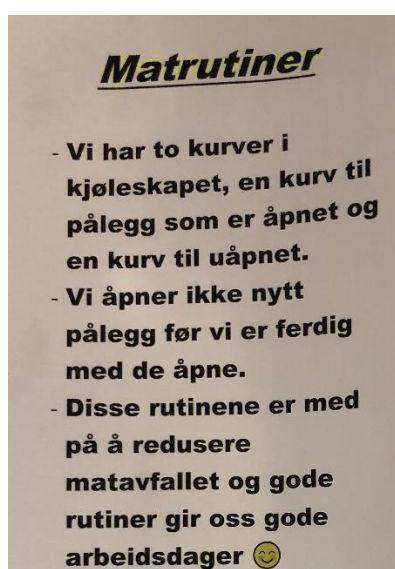 Matrutiner
- Vi har to kurver i
kjøleskapet, en kurv til
pålegg som er åpnet og
en kurv til uåpnet.
- Vi åpner ikke nytt
pålegg før vi er ferdig
med de åpne.
- Disse rutinene er med
på å redusere
matavfallet og gode
rutiner gir oss gode
arbeidsdager 😊